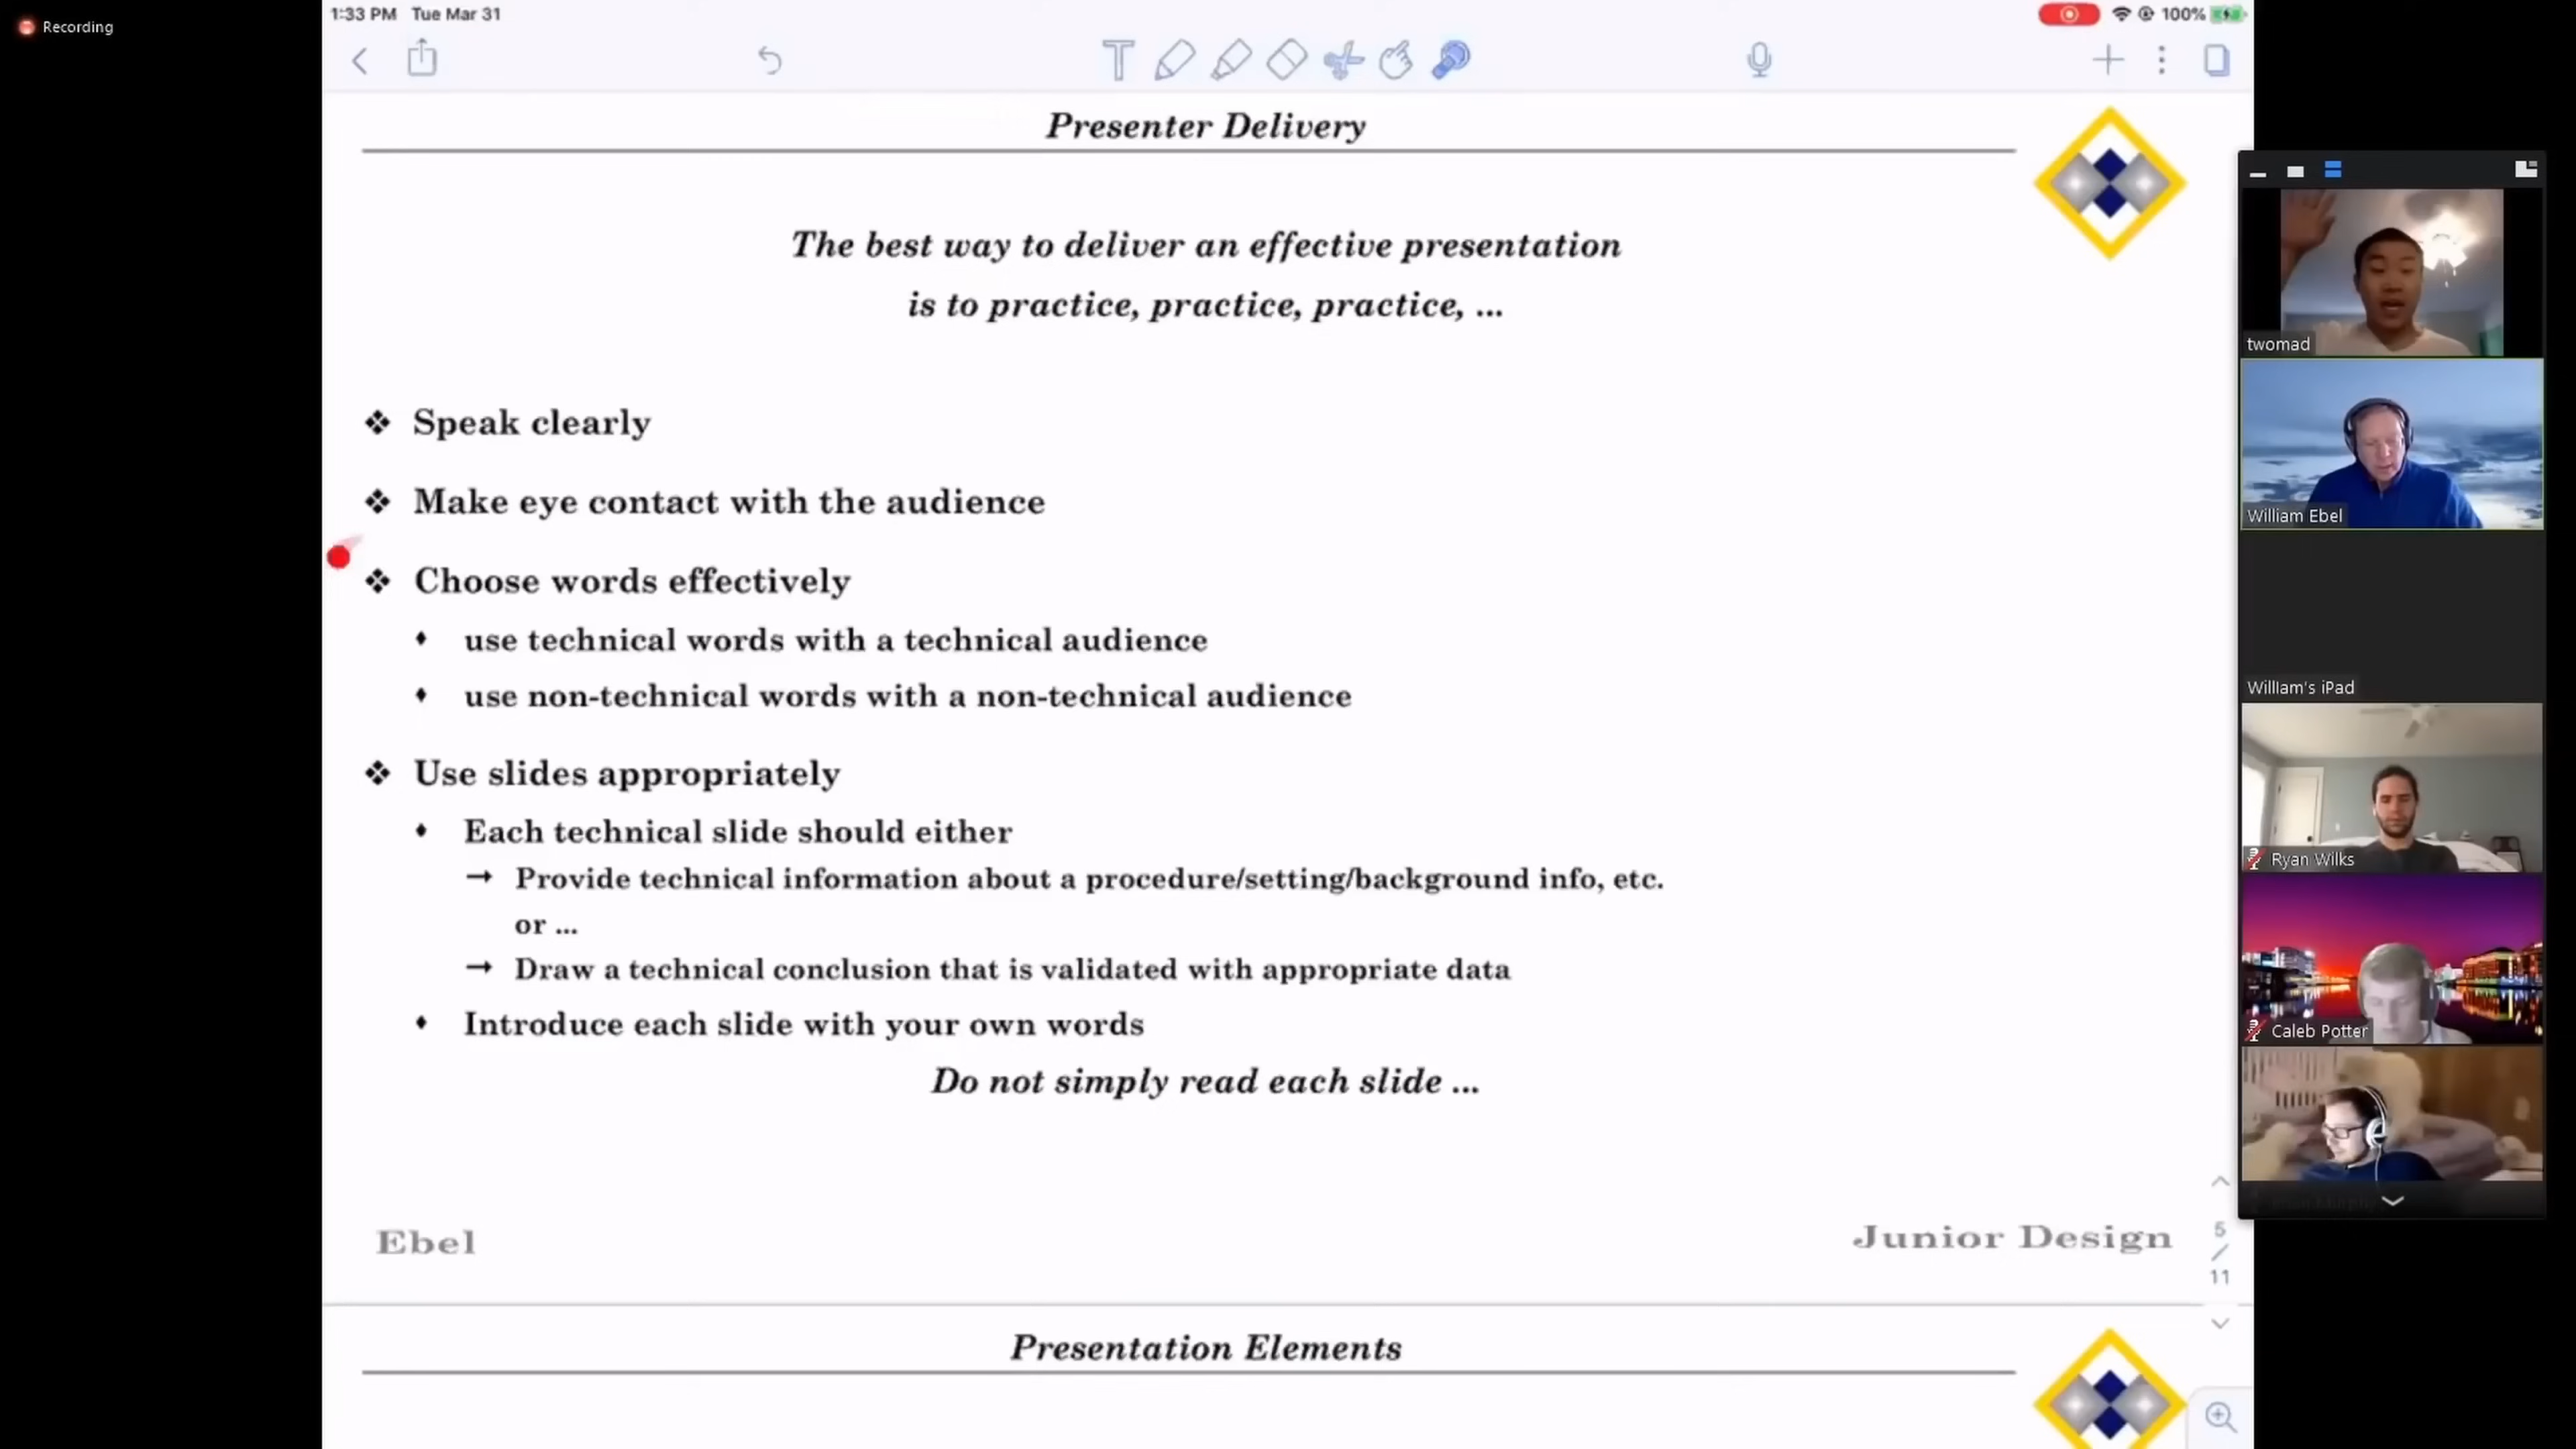 Recording
1:33 PM Tue Mar 31
100%
Presenter Delivery
The best way to deliver an effective presentation
is to practice, practice, practice, ...
❖ Speak clearly
❖ Make eye contact with the audience
❖ Choose words effectively
♦ use technical words with a technical audience
♦ use non-technical words with a non-technical audience
❖ Use slides appropriately
♦ Each technical slide should either
→ Provide technical information about a procedure/setting/background info, etc.
or ...
→ Draw a technical conclusion that is validated with appropriate data
♦ Introduce each slide with your own words
Do not simply read each slide ...
Ebel
Junior Design
5
/
11
Presentation Elements
twomad
William Ebel
William's iPad
Ryan Wilks
Caleb Potter